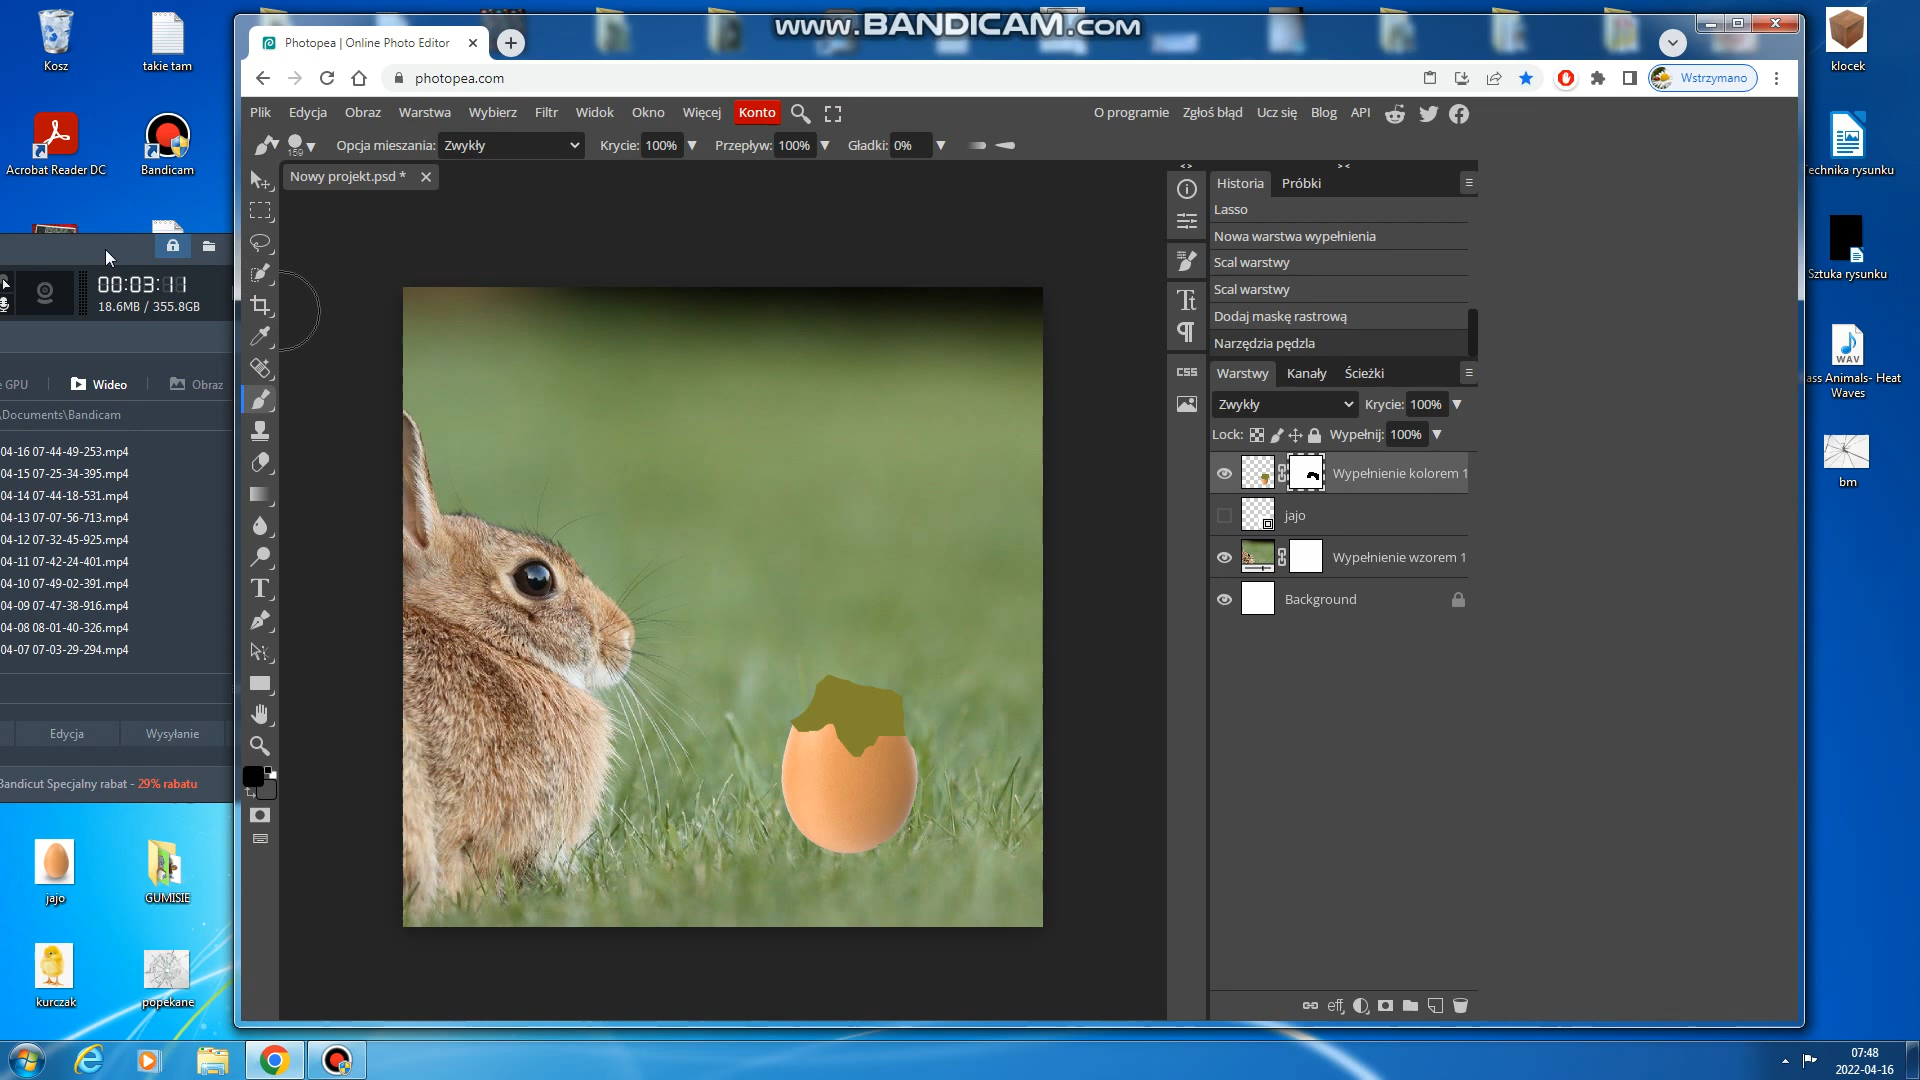 www.BANDICAM.com
Kosz
takie tam
Acrobat Reader DC
Bandicam
Photopea | Online Photo Editor
photopea.com
Wstrzymano
Plik Edycja Obraz Warstwa Wybierz Filtr Widok Okno Więcej Konto
O programie Zgłoś błąd Ucz się Blog API
159 Opcja mieszania: Zwykły Krycie: 100% Przepływ: 100% Gładki: 0%
Nowy projekt.psd *
00:03:11
18.6MB / 355.8GB
e GPU Wideo Obraz
\Documents\Bandicam
04-16 07-44-49-253.mp4
04-15 07-25-34-395.mp4
04-14 07-44-18-531.mp4
04-13 07-07-56-713.mp4
04-12 07-32-45-925.mp4
04-11 07-42-24-401.mp4
04-10 07-49-02-391.mp4
04-09 07-47-38-916.mp4
04-08 08-01-40-326.mp4
04-07 07-03-29-294.mp4
Edycja Wysyłanie
Bandicut Specjalny rabat - 29% rabatu
jajo
GUMISIE
kurczak
popękane
Historia Próbki
Lasso
Nowa warstwa wypełnienia
Scal warstwy
Scal warstwy
Dodaj maskę rastrową
Narzędzia pędzla
CSS
Warstwy Kanały Ścieżki
Zwykły Krycie: 100%
Lock: Wypełnij: 100%
Wypełnienie kolorem 1
jajo
Wypełnienie wzorem 1
Background
eff
klocek
Technika rysunku
Sztuka rysunku
WAV
ass Animals- Heat
Waves
bm
07:48
2022-04-16